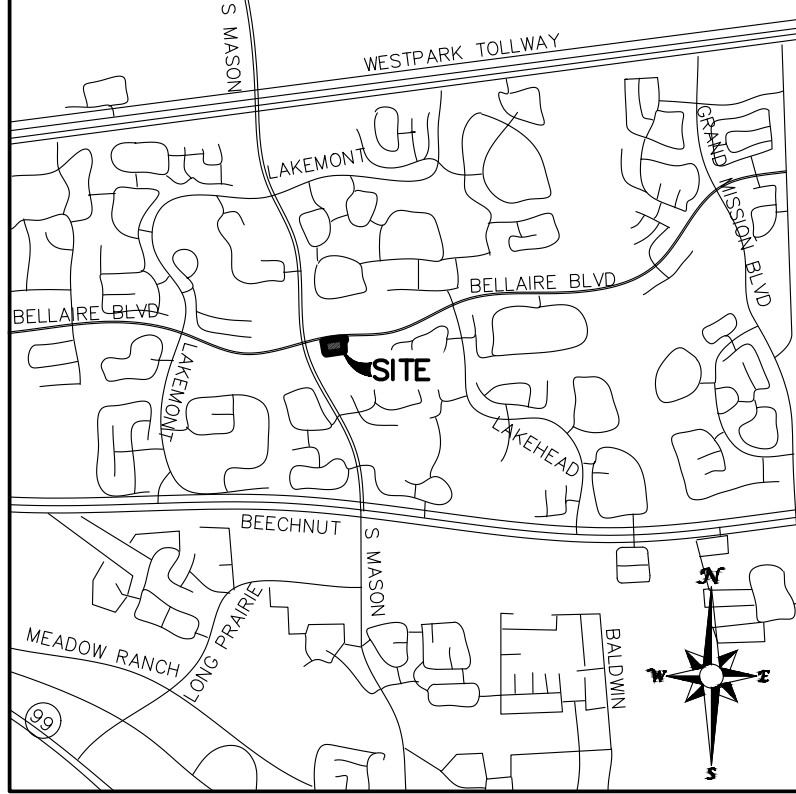 S MASON
WESTPARK TOLLWAY
GRAND MISSION BLVD
LAKEMONT
BELLAIRE BLVD
BELLAIRE BLVD
SITE
LAKEMONT
LAKEHEAD
BEECHNUT
S MASON
N
LONG PRAIRIE
MEADOW RANCH
BALDWIN
W
E
99
S